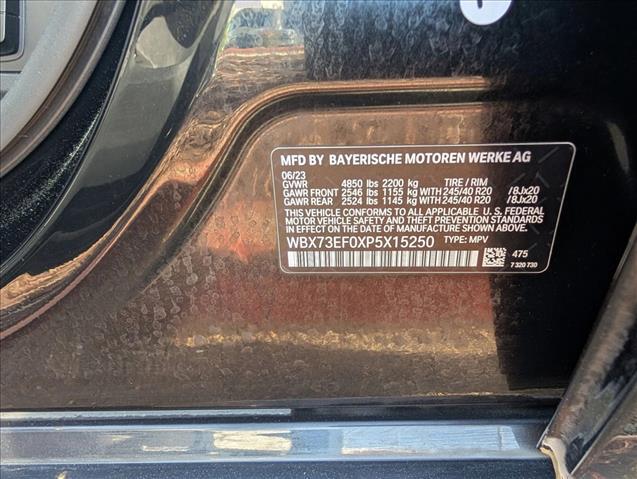 MFD BY BAYERISCHE MOTOREN WERKE AG
06/23
GVWR 4850 lbs 2200 kg TIRE / RIM
GAWR FRONT 2546 lbs 1155 kg WITH 245/40 R20 /8Jx20
GAWR REAR 2524 lbs 1145 kg WITH 245/40 R20 /8Jx20
THIS VEHICLE CONFORMS TO ALL APPLICABLE U. S. FEDERAL
MOTOR VEHICLE SAFETY AND THEFT PREVENTION STANDARDS
IN EFFECT ON THE DATE OF MANUFACTURE SHOWN ABOVE.
WBX73EF0XP5X15250 TYPE: MPV
475
7 320 730